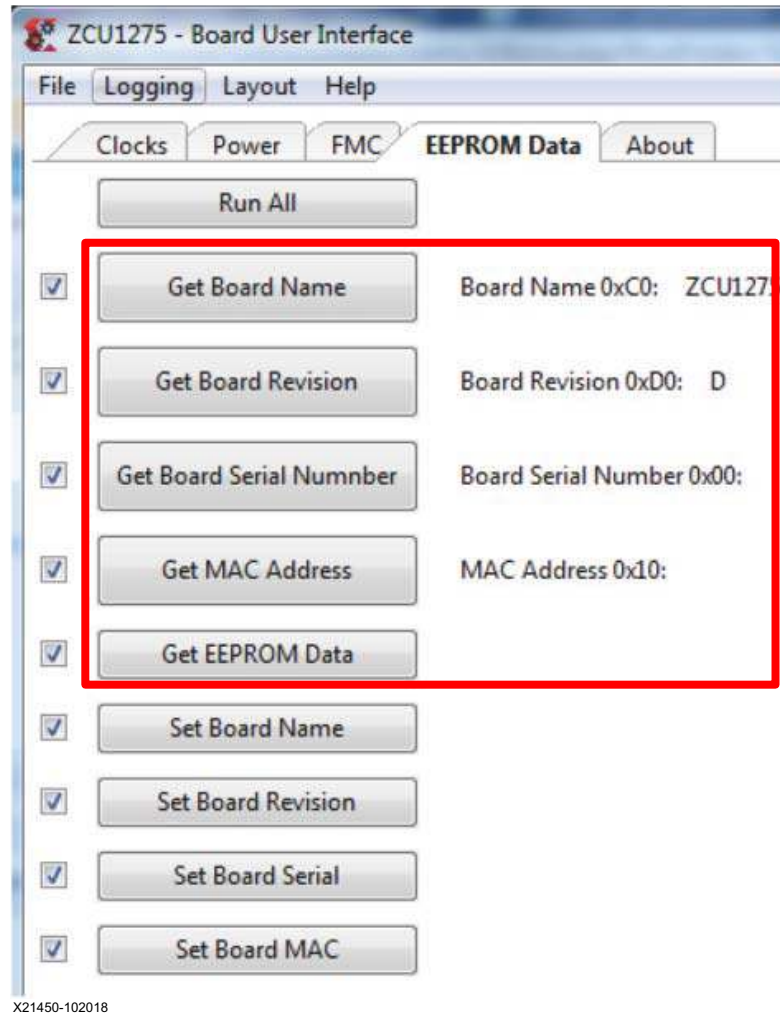 ZCU1275 - Board User Interface
File Logging Layout Help
Clocks Power FMC EEPROM Data About
Run All
Get Board Name Board Name 0xC0: ZCU127
Get Board Revision Board Revision 0xD0: D
Get Board Serial Numnber Board Serial Number 0x00:
Get MAC Address MAC Address 0x10:
Get EEPROM Data
Set Board Name
Set Board Revision
Set Board Serial
Set Board MAC
X21450-102018